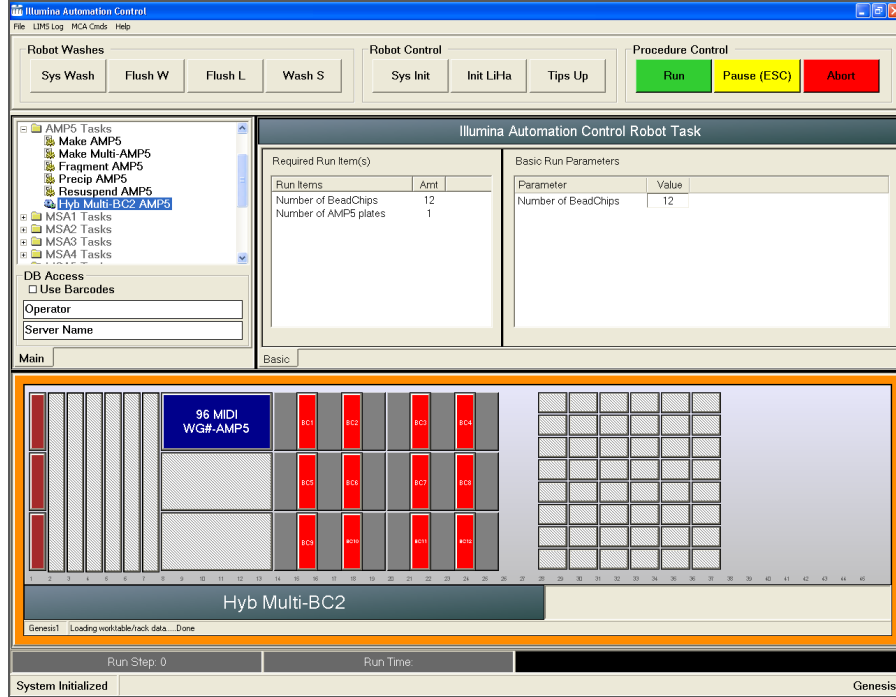 Illumina Automation Control
File LIMS Log MCA Cmds Help
Robot Washes
Sys Wash Flush W Flush L Wash S
Robot Control
Sys Init Init LiHa Tips Up
Procedure Control
Run Pause (ESC) Abort
AMP5 Tasks
Make AMP5
Make Multi-AMP5
Fragment AMP5
Precip AMP5
Resuspend AMP5
Hyb Multi-BC2 AMP5
MSA1 Tasks
MSA2 Tasks
MSA3 Tasks
MSA4 Tasks
DB Access
Use Barcodes
Operator
Server Name
Main
Illumina Automation Control Robot Task
Required Run Item(s)
Run Items Amt
Number of BeadChips 12
Number of AMP5 plates 1
Basic Run Parameters
Parameter Value
Number of BeadChips 12
Basic
96 MIDI
WG#-AMP5
BC1 BC2 BC3 BC4
BC5 BC6 BC7 BC8
BC9 BC10 BC11 BC12
1 2 3 4 5 6 7 8 9 10 11 12 13 14 15 16 17 18 19 20 21 22 23 24 25 26 27 28 29 30 31 32 33 34 35 36 37 38 39 40 41 42 43 44 45
Hyb Multi-BC2
Genesis1 Loading worktable/rack data.....Done
Run Step: 0 Run Time:
System Initialized Genesis